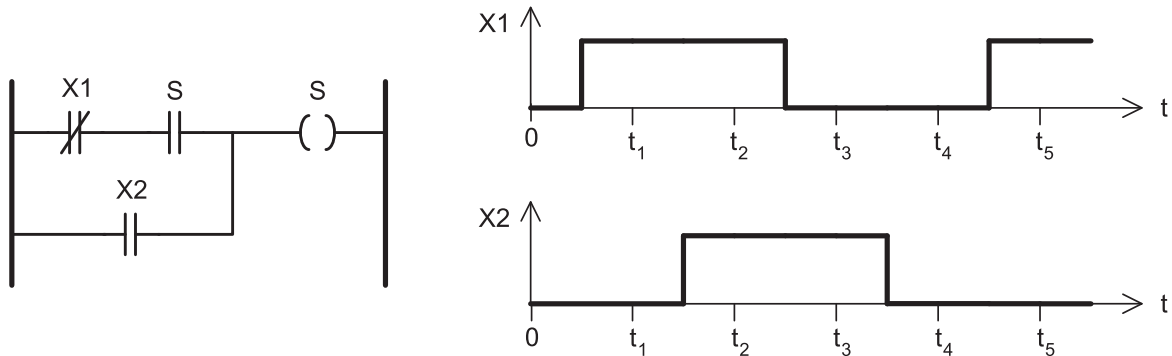 X1 S S
X2
X1
t
0 t₁ t₂ t₃ t₄ t₅
X2
t
0 t₁ t₂ t₃ t₄ t₅